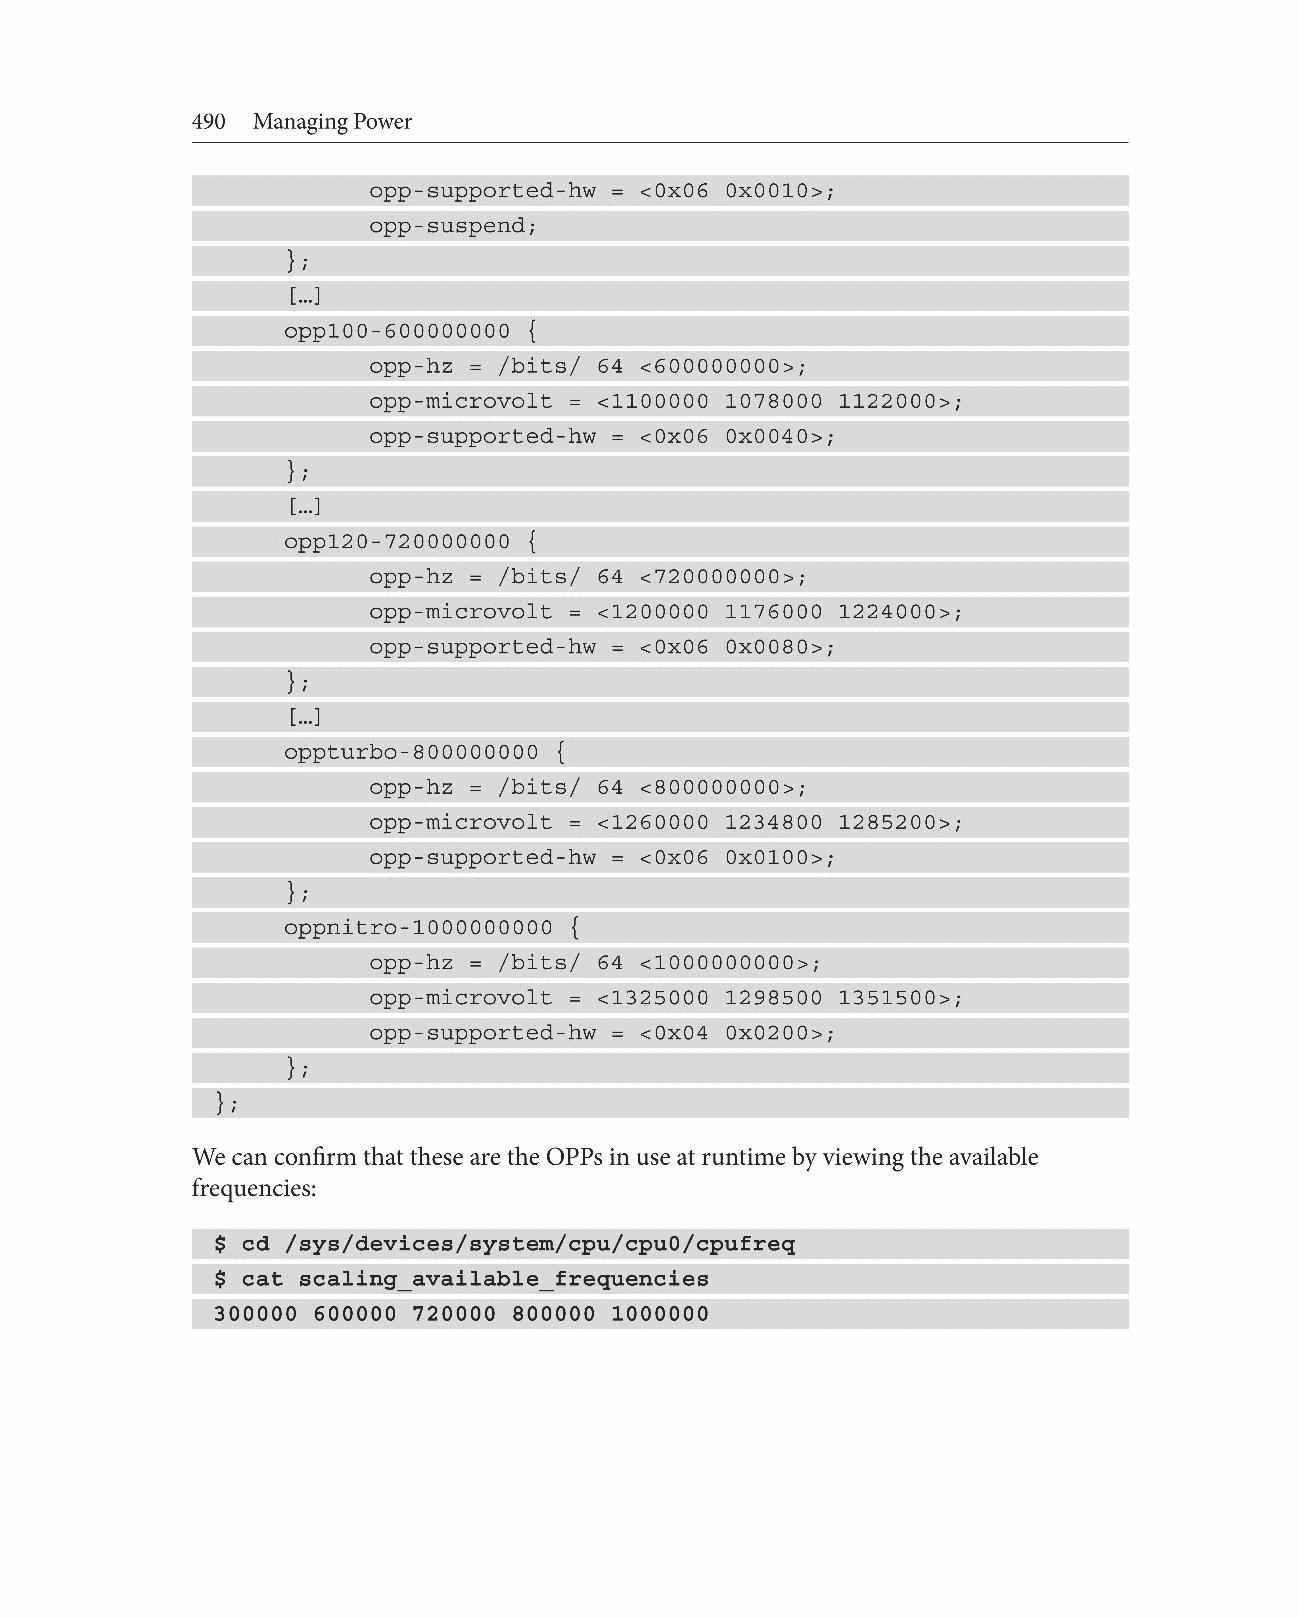 490 Managing Power
opp-supported-hw = <0x06 0x0010>;
opp-suspend;
};
[…]
opp100-600000000 {
opp-hz = /bits/ 64 <600000000>;
opp-microvolt = <1100000 1078000 1122000>;
opp-supported-hw = <0x06 0x0040>;
};
[…]
opp120-720000000 {
opp-hz = /bits/ 64 <720000000>;
opp-microvolt = <1200000 1176000 1224000>;
opp-supported-hw = <0x06 0x0080>;
};
[…]
oppturbo-800000000 {
opp-hz = /bits/ 64 <800000000>;
opp-microvolt = <1260000 1234800 1285200>;
opp-supported-hw = <0x06 0x0100>;
};
oppnitro-1000000000 {
opp-hz = /bits/ 64 <1000000000>;
opp-microvolt = <1325000 1298500 1351500>;
opp-supported-hw = <0x04 0x0200>;
};
};
We can confirm that these are the OPPs in use at runtime by viewing the available
frequencies:
$ cd /sys/devices/system/cpu/cpu0/cpufreq
$ cat scaling_available_frequencies
300000 600000 720000 800000 1000000